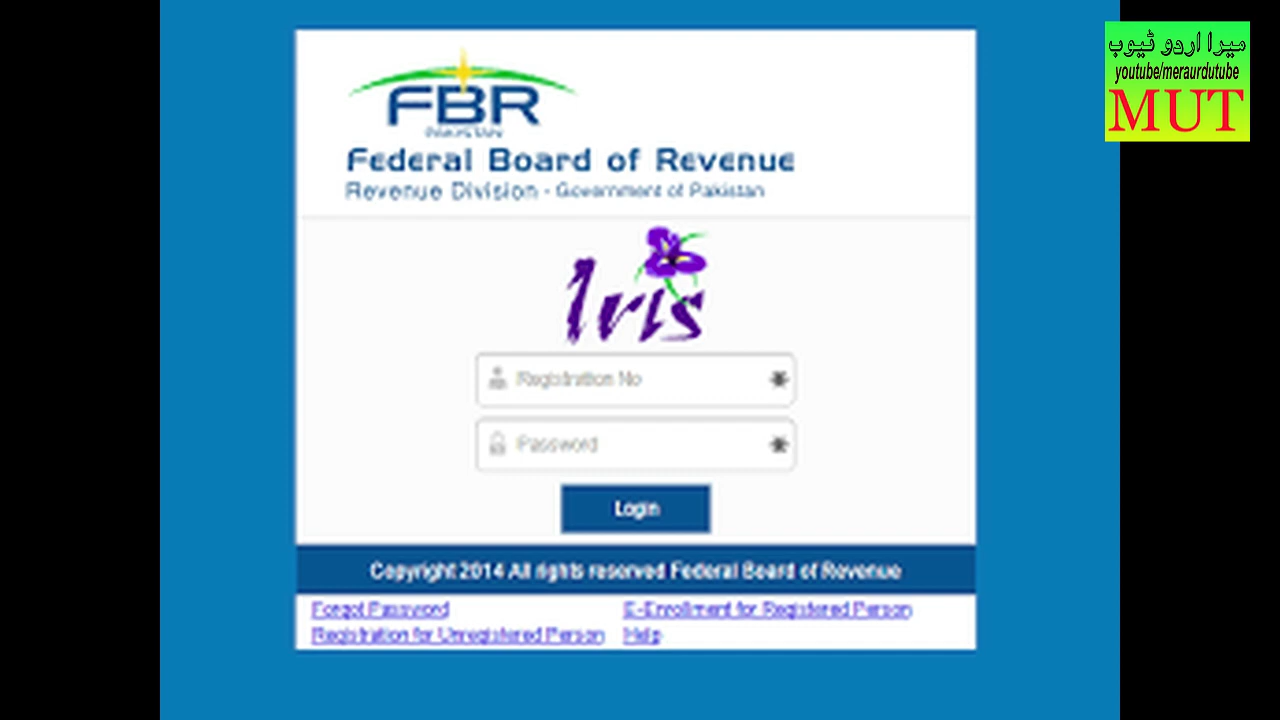 FBR
PAKISTAN
Federal Board of Revenue
Revenue Division - Government of Pakistan
Iris
Registration No
Password
Login
Copyright 2014 All rights reserved Federal Board of Revenue
Forgot Password
E-Enrollment for Registered Person
Registration for Unregistered Person
Help
میرا اردو ٹیوب
youtube/meraurdutube
MUT